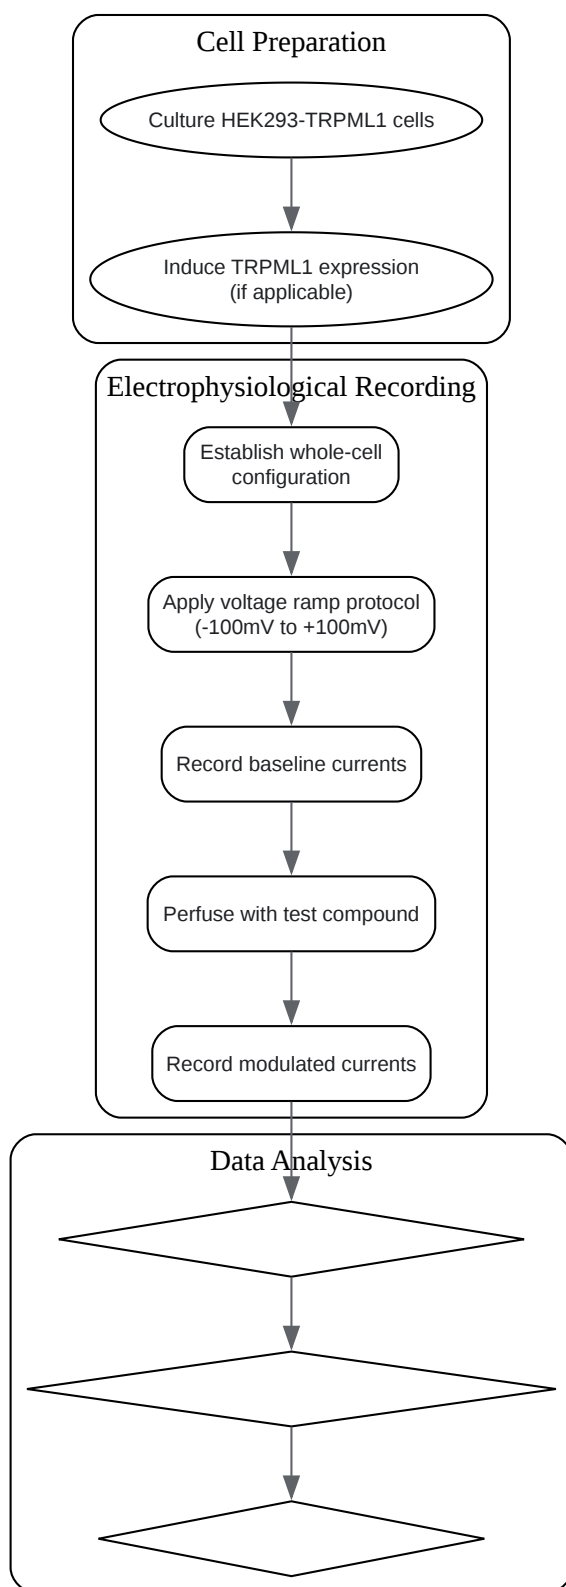 Cell Preparation
Culture HEK293-TRPML1 cells
Induce TRPML1 expression
(if applicable)
Electrophysiological Recording
Establish whole-cell
configuration
Apply voltage ramp protocol
(-100mV to +100mV)
Record baseline currents
Perfuse with test compound
Record modulated currents
Data Analysis